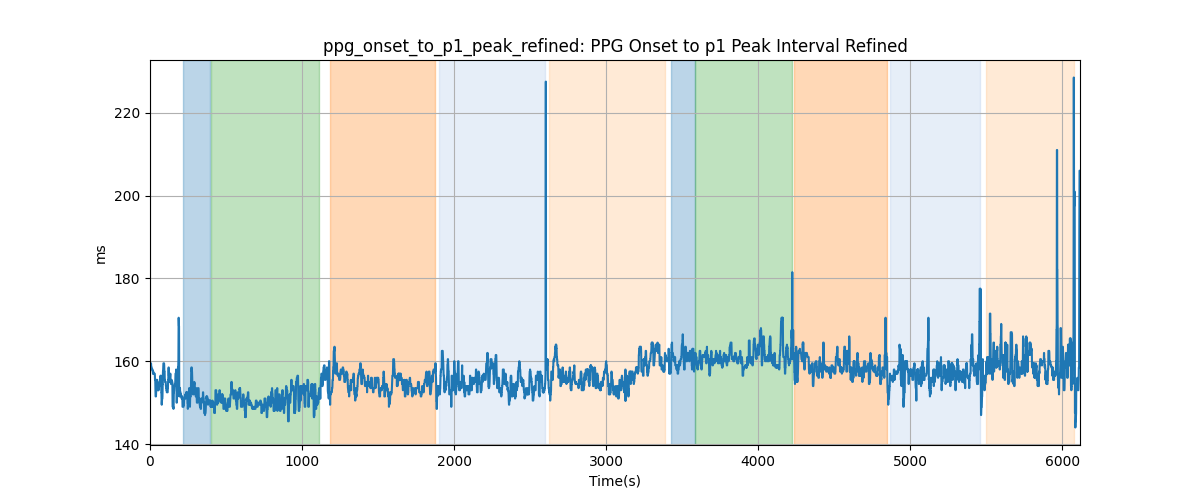 ppg_onset_to_p1_peak_refined: PPG Onset to p1 Peak Interval Refined
220
200
180
160
140
ms
0 1000 2000 3000 4000 5000 6000
Time(s)